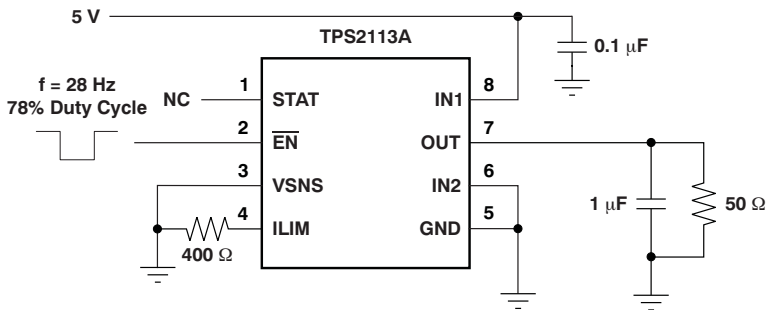 5 V
TPS2113A
0.1 μF
f = 28 Hz
78% Duty Cycle
NC
1
STAT
IN1
8
2
EN
OUT
7
3
VSNS
IN2
6
4
ILIM
GND
5
400 Ω
1 μF
50 Ω